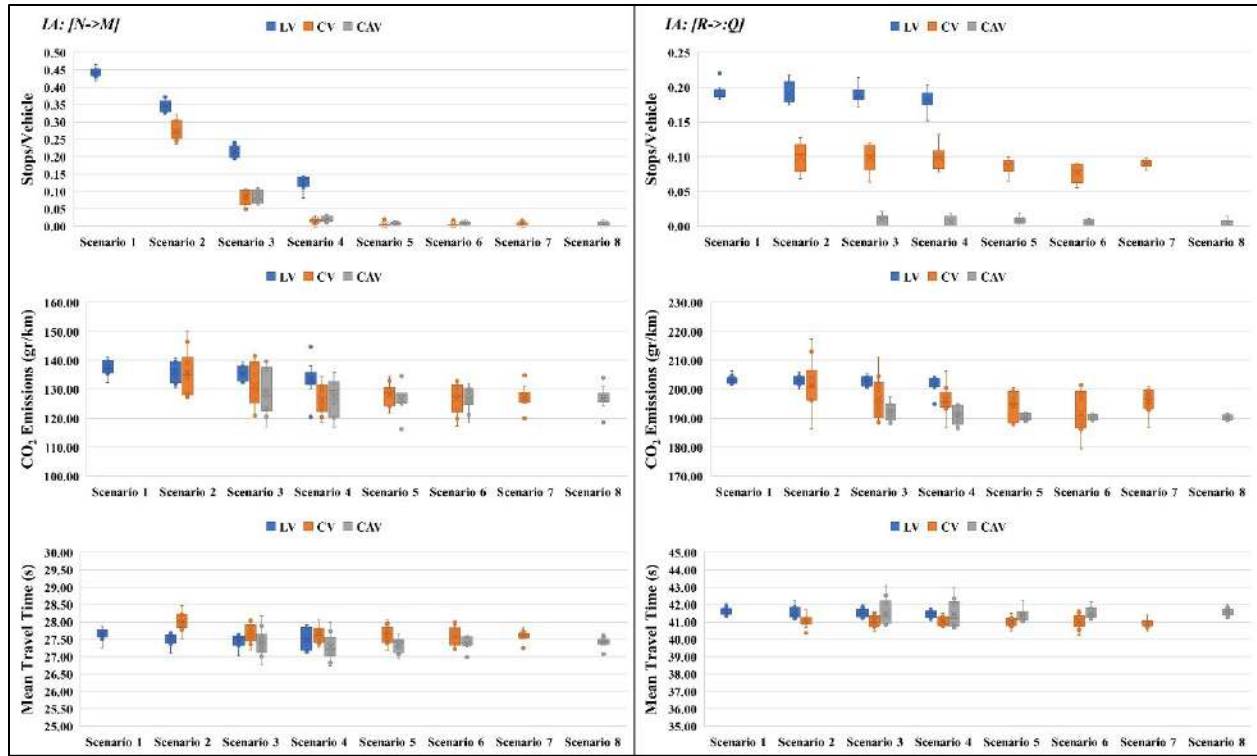 IA: [N->M]
LV CV CAV
Stops/Vehicle
0.50
0.45
0.40
0.35
0.30
0.25
0.20
0.15
0.10
0.05
0.00
Scenario 1 Scenario 2 Scenario 3 Scenario 4 Scenario 5 Scenario 6 Scenario 7 Scenario 8
LV CV CAV
CO2 Emissions (gr/km)
160.00
150.00
140.00
130.00
120.00
110.00
100.00
Scenario 1 Scenario 2 Scenario 3 Scenario 4 Scenario 5 Scenario 6 Scenario 7 Scenario 8
LV CV CAV
Mean Travel Time (s)
30.00
29.50
29.00
28.50
28.00
27.50
27.00
26.50
26.00
25.50
25.00
Scenario 1 Scenario 2 Scenario 3 Scenario 4 Scenario 5 Scenario 6 Scenario 7 Scenario 8
IA: [R->:Q]
LV CV CAV
Stops/Vehicle
0.25
0.20
0.15
0.10
0.05
0.00
Scenario 1 Scenario 2 Scenario 3 Scenario 4 Scenario 5 Scenario 6 Scenario 7 Scenario 8
LV CV CAV
CO2 Emissions (gr/km)
230.00
220.00
210.00
200.00
190.00
180.00
170.00
Scenario 1 Scenario 2 Scenario 3 Scenario 4 Scenario 5 Scenario 6 Scenario 7 Scenario 8
LV CV CAV
Mean Travel Time (s)
45.00
44.00
43.00
42.00
41.00
40.00
39.00
38.00
37.00
36.00
35.00
Scenario 1 Scenario 2 Scenario 3 Scenario 4 Scenario 5 Scenario 6 Scenario 7 Scenario 8